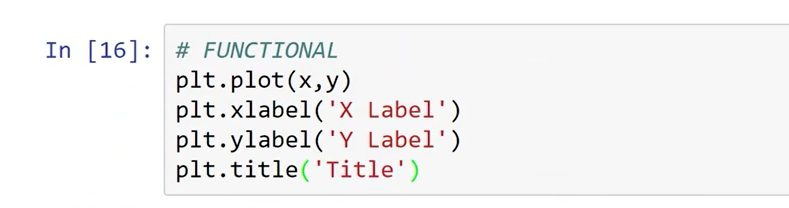 In [16]: # FUNCTIONAL
plt.plot(x,y)
plt.xlabel('X Label')
plt.ylabel('Y Label')
plt.title('Title')